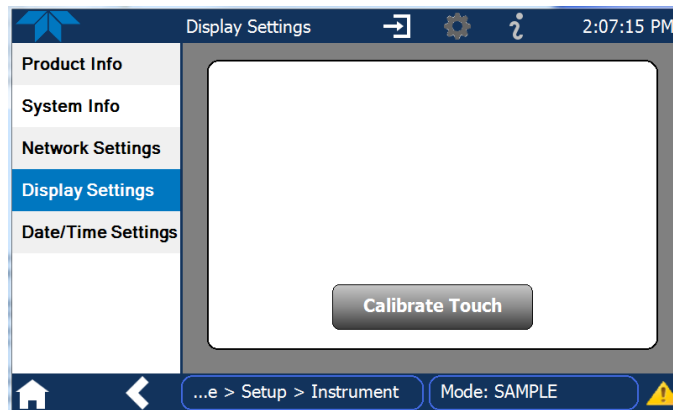 Display Settings
2:07:15 PM
Product Info
System Info
Network Settings
Display Settings
Date/Time Settings
Calibrate Touch
...e > Setup > Instrument
Mode: SAMPLE